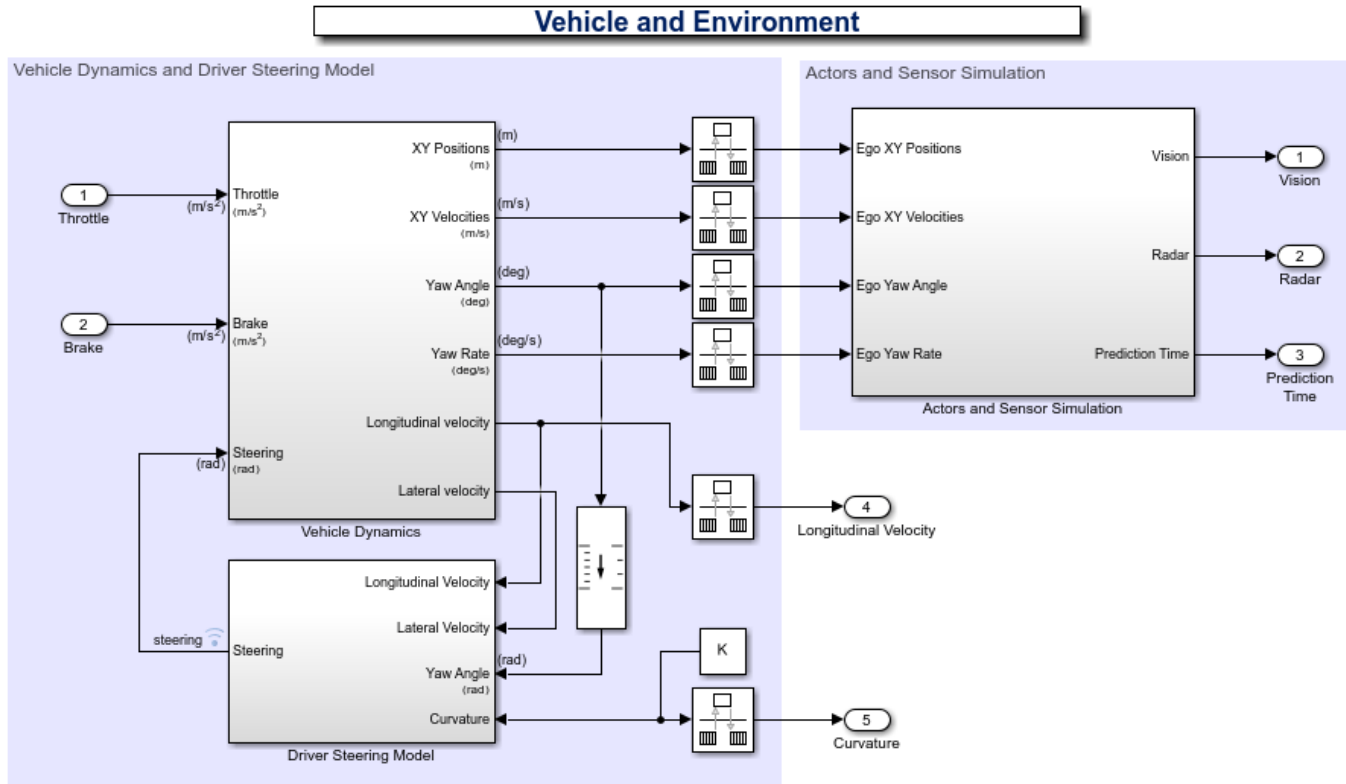 Vehicle and Environment
Vehicle Dynamics and Driver Steering Model
1
Throttle
(m/s²)
2
Brake
(m/s²)
(rad)
Throttle
(m/s²)
Brake
(m/s²)
Steering
(rad)
XY Positions
(m)
XY Velocities
(m/s)
Yaw Angle
(deg)
Yaw Rate
(deg/s)
Longitudinal velocity
Lateral velocity
Vehicle Dynamics
(m)
(m/s)
(deg)
(deg/s)
steering
Steering
Longitudinal Velocity
Lateral Velocity
Yaw Angle
(rad)
Curvature
Driver Steering Model
(rad)
K
Actors and Sensor Simulation
Ego XY Positions
Ego XY Velocities
Ego Yaw Angle
Ego Yaw Rate
Vision
Radar
Prediction Time
Actors and Sensor Simulation
1
Vision
2
Radar
3
Prediction
Time
4
Longitudinal Velocity
5
Curvature